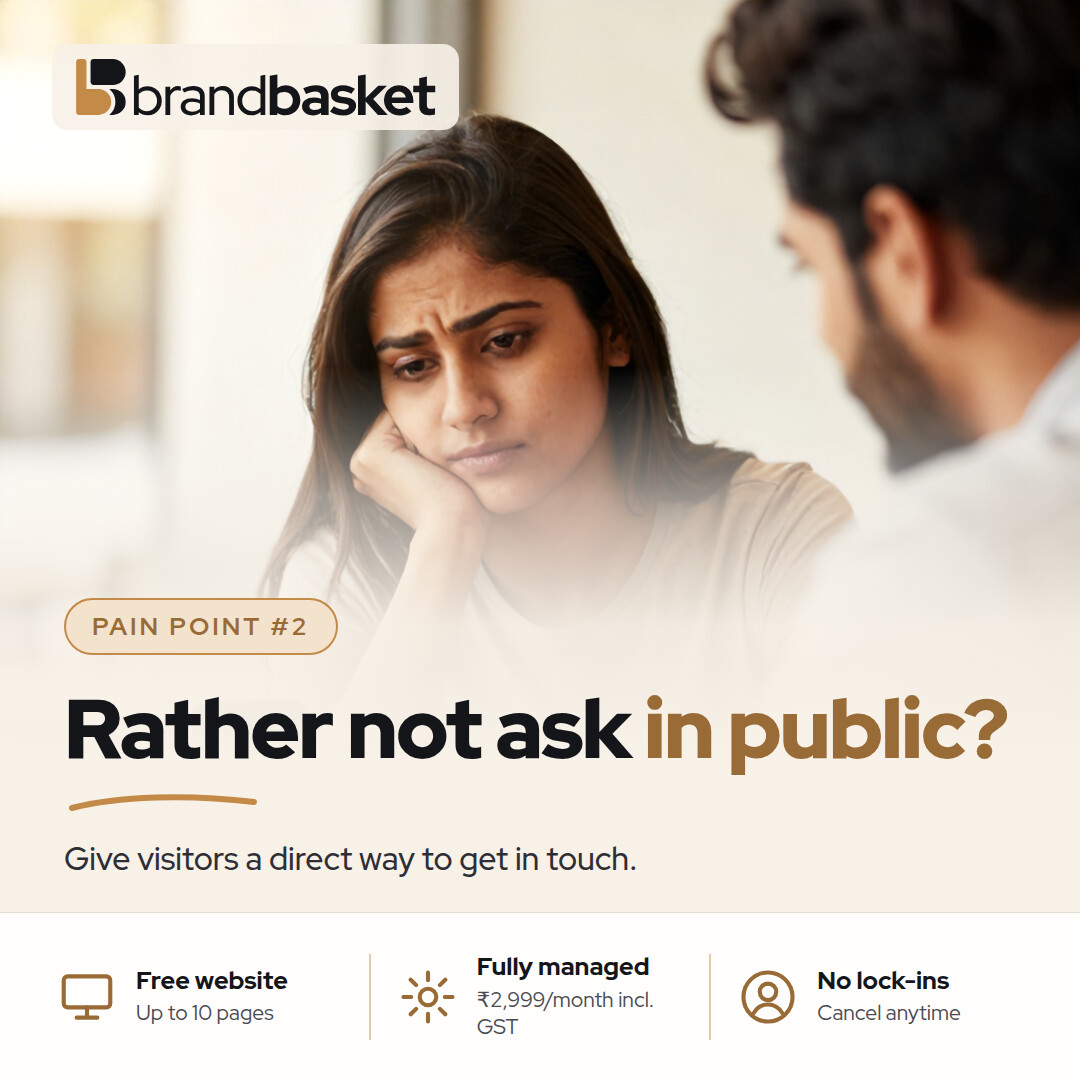 brandbasket
PAIN POINT #2
Rather not ask in public?
Give visitors a direct way to get in touch.
Free website
Up to 10 pages
Fully managed
₹2,999/month incl.
GST
No lock-ins
Cancel anytime